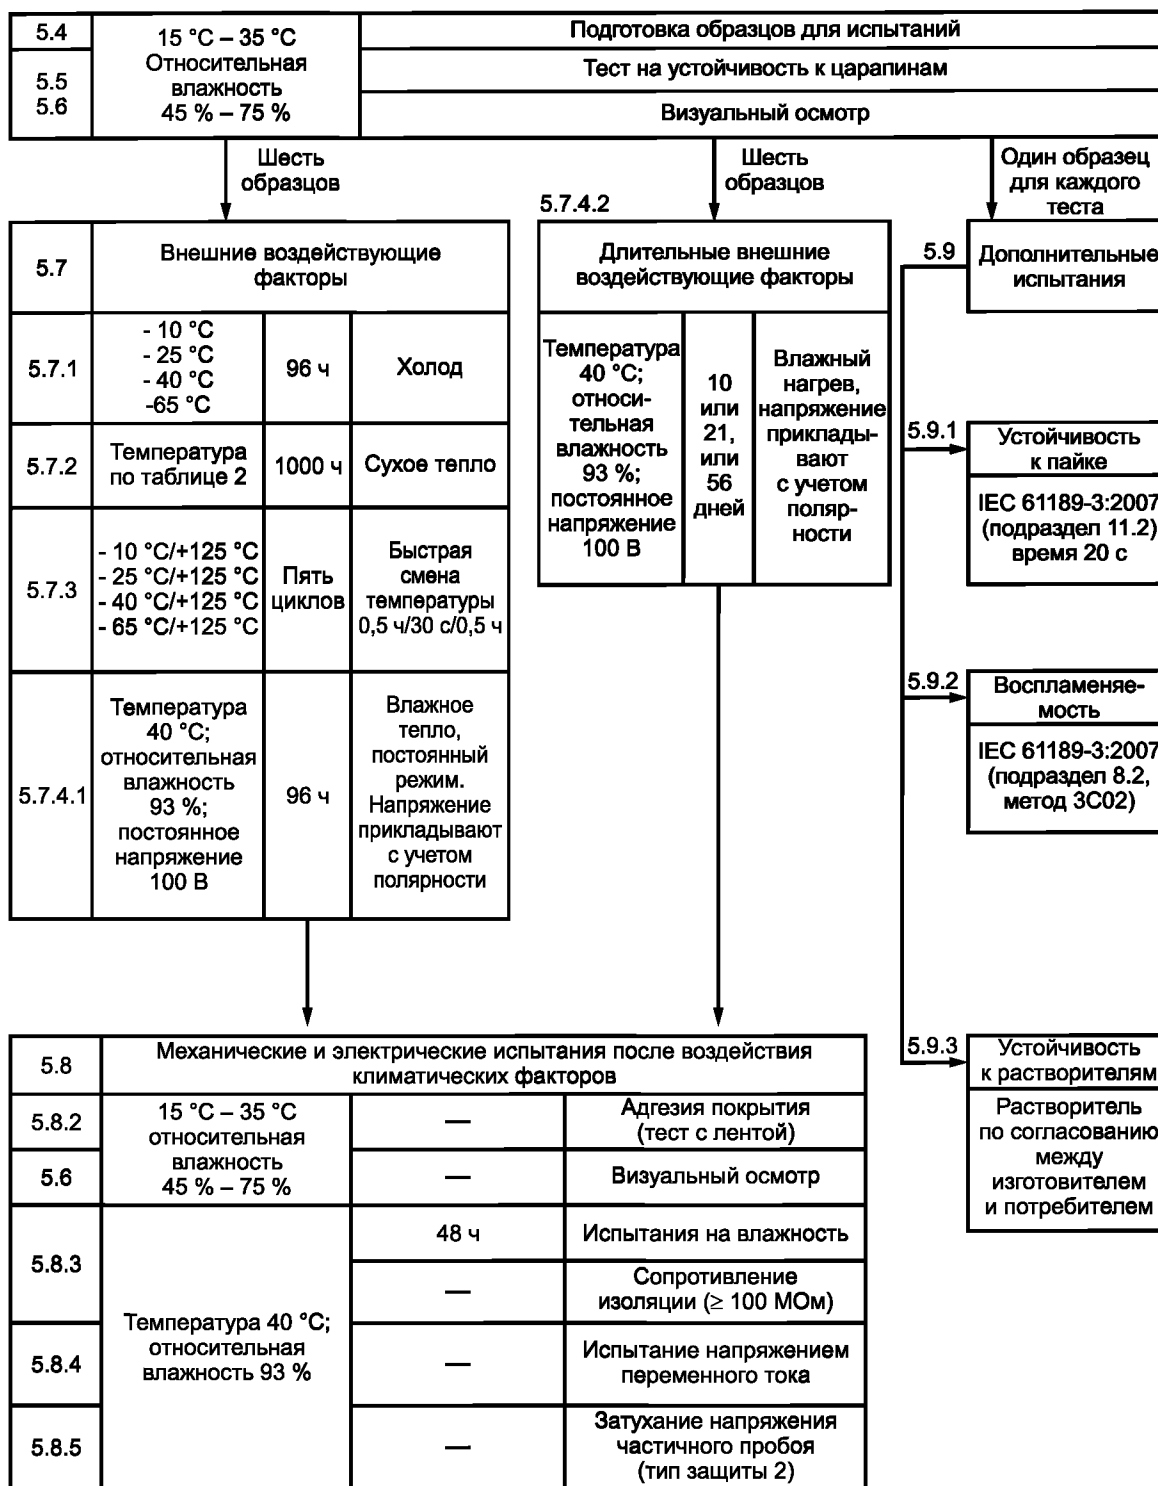 5.4
15 °C – 35 °C
Относительная
влажность
45 % – 75 %
Подготовка образцов для испытаний
5.5
5.6
Тест на устойчивость к царапинам
Визуальный осмотр
Шесть
образцов
Шесть
образцов
Один образец
для каждого
теста
5.7
Внешние воздействующие
факторы
5.7.1
- 10 °C
- 25 °C
- 40 °C
-65 °C
96 ч
Холод
5.7.2
Температура
по таблице 2
1000 ч
Сухое тепло
5.7.3
- 10 °C/+125 °C
- 25 °C/+125 °C
- 40 °C/+125 °C
- 65 °C/+125 °C
Пять
циклов
Быстрая
смена
температуры
0,5 ч/30 с/0,5 ч
5.7.4.1
Температура
40 °C;
относительная
влажность
93 %;
постоянное
напряжение
100 В
96 ч
Влажное
тепло,
постоянный
режим.
Напряжение
прикладывают
с учетом
полярности
5.7.4.2
Длительные внешние
воздействующие факторы
Температура
40 °C;
относи-
тельная
влажность
93 %;
постоянное
напряжение
100 В
10
или
21,
или
56
дней
Влажный
нагрев,
напряжение
приклады-
вают
с учетом
поляр-
ности
5.9
Дополнительные
испытания
5.9.1
Устойчивость
к пайке
IEC 61189-3:2007
(подраздел 11.2)
время 20 с
5.9.2
Воспламеняе-
мость
IEC 61189-3:2007
(подраздел 8.2,
метод 3C02)
5.9.3
Устойчивость
к растворителям
Растворитель
по согласованию
между
изготовителем
и потребителем
5.8
Механические и электрические испытания после воздействия
климатических факторов
5.8.2
15 °C – 35 °C
относительная
влажность
45 % – 75 %
—
Адгезия покрытия
(тест с лентой)
5.6
—
Визуальный осмотр
5.8.3
Температура 40 °C;
относительная
влажность 93 %
48 ч
Испытания на влажность
—
Сопротивление
изоляции (≥ 100 МОм)
5.8.4
—
Испытание напряжением
переменного тока
5.8.5
—
Затухание напряжения
частичного пробоя
(тип защиты 2)